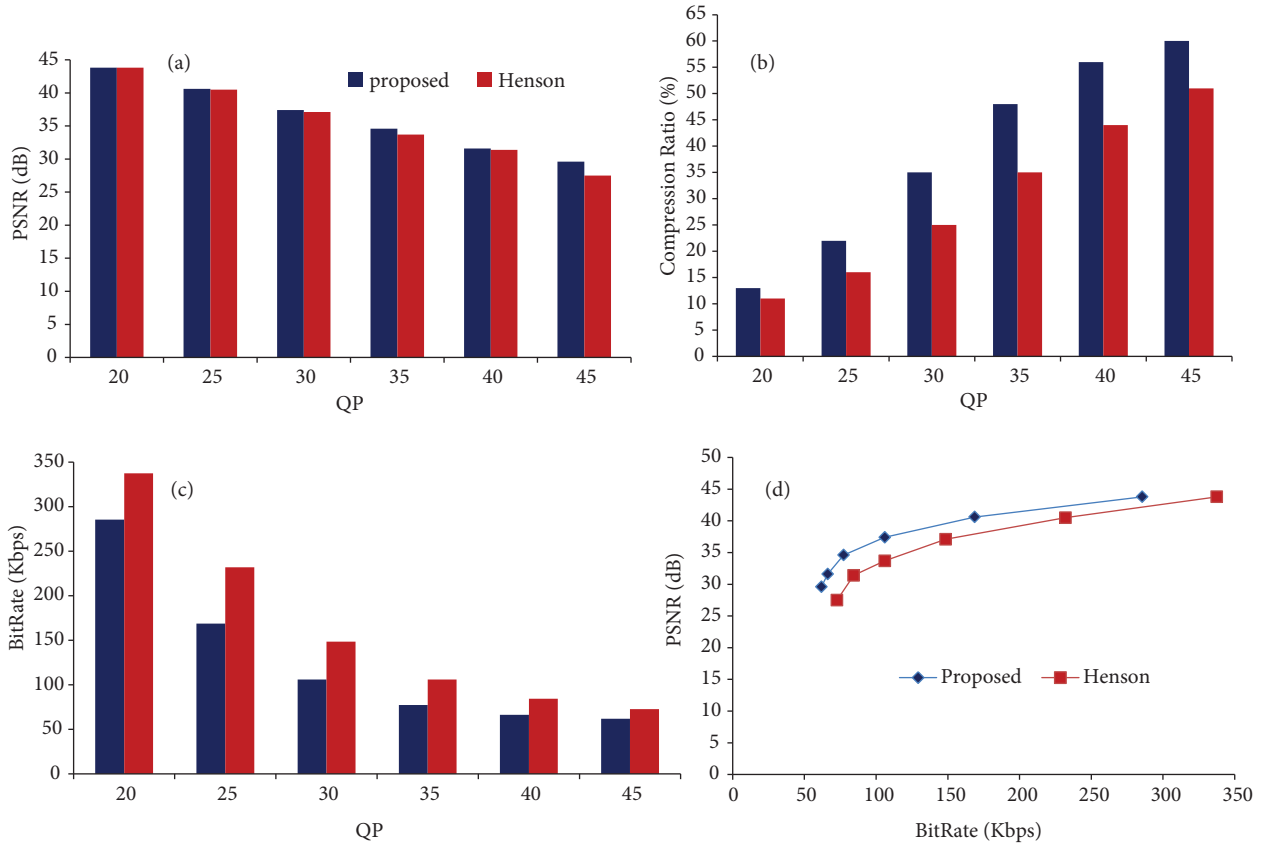 (a)
proposed Henson
PSNR (dB)
45
40
35
30
25
20
15
10
5
0
20 25 30 35 40 45
QP
(b)
Compression Ratio (%)
65
60
55
50
45
40
35
30
25
20
15
10
5
0
20 25 30 35 40 45
QP
(c)
BitRate (Kbps)
350
300
250
200
150
100
50
0
20 25 30 35 40 45
QP
(d)
PSNR (dB)
50
45
40
35
30
25
20
15
10
5
0
Proposed Henson
0 50 100 150 200 250 300 350
BitRate (Kbps)